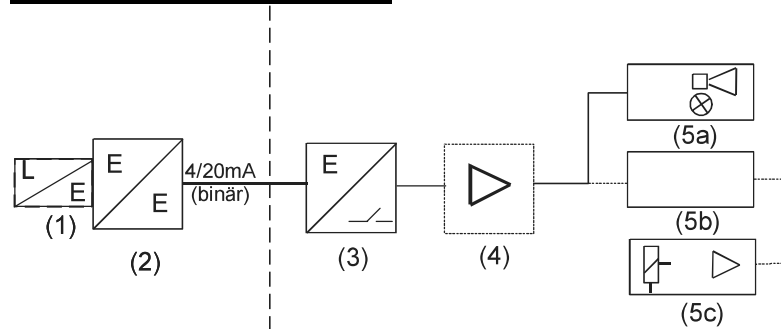 L
E
(1)
E
E
(2)
4/20mA
(binär)
E
(3)
(4)
(5a)
(5b)
(5c)